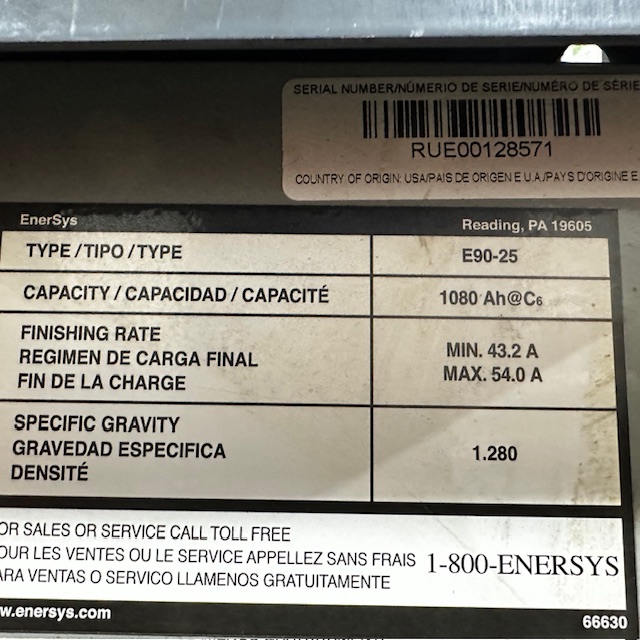 SERIAL NUMBER/NÚMERIO DE SERIE/NUMÉRO DE SÉRIE
RUE00128571
COUNTRY OF ORIGIN: USA/PAIS DE ORIGEN E.U.A./PAYS D'ORIGINE E.
EnerSys Reading, PA 19605
TYPE / TIPO / TYPE E90-25
CAPACITY / CAPACIDAD / CAPACITÉ 1080 Ah@C6
FINISHING RATE
REGIMEN DE CARGA FINAL MIN. 43.2 A
FIN DE LA CHARGE MAX. 54.0 A
SPECIFIC GRAVITY
GRAVEDAD ESPECIFICA 1.280
DENSITÉ
OR SALES OR SERVICE CALL TOLL FREE
OUR LES VENTES OU LE SERVICE APPELLEZ SANS FRAIS 1-800-ENERSYS
ARA VENTAS O SERVICO LLAMENOS GRATUITAMENTE
w.enersys.com 66630